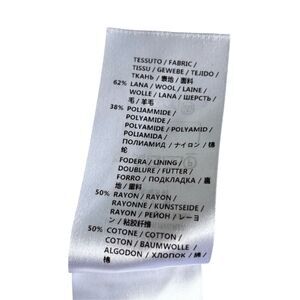 TESSUTO / FABRIC /
TISSU / GEWEBE / TEJIDO /
ТКАНЬ / 表地 / 面料
62% LANA / WOOL / LAINE /
WOLLE / LANA / ШЕРСТЬ /
毛 / 羊毛
38% POLIAMMIDE /
POLYAMIDE /
POLYAMIDE / POLYAMID /
POLIAMIDA /
ПОЛИАМИД / ナイロン / 锦
纶
FODERA / LINING /
DOUBLURE / FUTTER /
FORRO / ПОДКЛАДКА / 裏
地 / 里料
50% RAYON / RAYON /
RAYONNE / KUNSTSEIDE /
RAYON / РЕЙОН / レーヨ
ン / 粘胶纤维
50% COTONE / COTTON /
COTON / BAUMWOLLE /
ALGODON / ХЛОПОК / 綿 /
棉